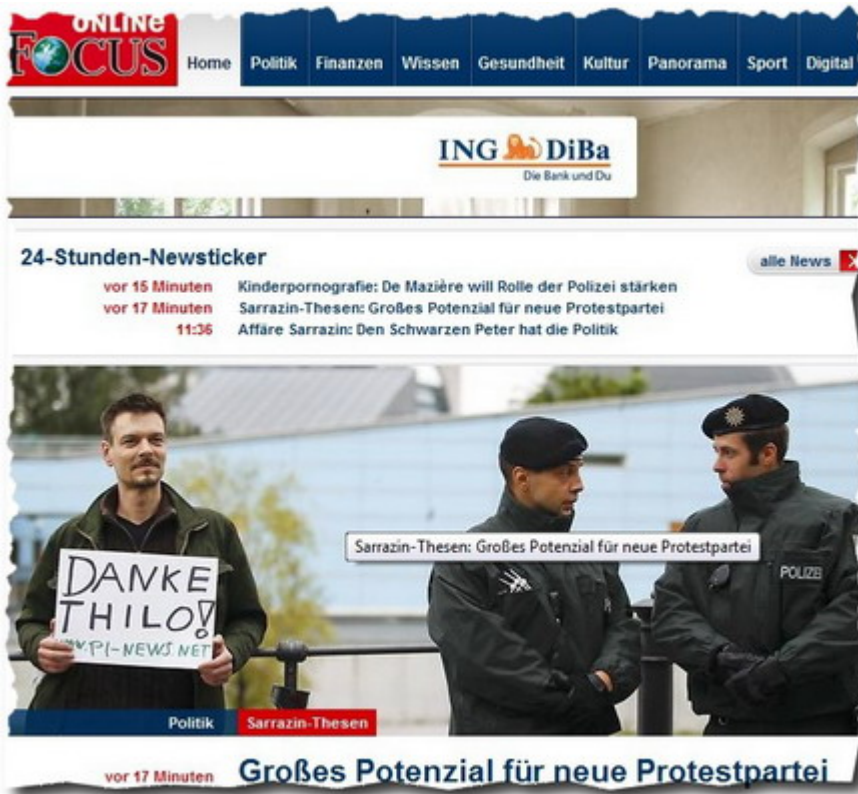 ONLINE
FOCUS
Home Politik Finanzen Wissen Gesundheit Kultur Panorama Sport Digital
ING DiBa
Die Bank und Du
24-Stunden-Newsticker
alle News
vor 15 Minuten Kinderpornografie: De Mazière will Rolle der Polizei stärken
vor 17 Minuten Sarrazin-Thesen: Großes Potenzial für neue Protestpartei
11:36 Affäre Sarrazin: Den Schwarzen Peter hat die Politik
Sarrazin-Thesen: Großes Potenzial für neue Protestpartei
POLIZEI
DANKE
THILO!
WWW.PI-NEWS.NET
Politik Sarrazin-Thesen
vor 17 Minuten Großes Potenzial für neue Protestpartei